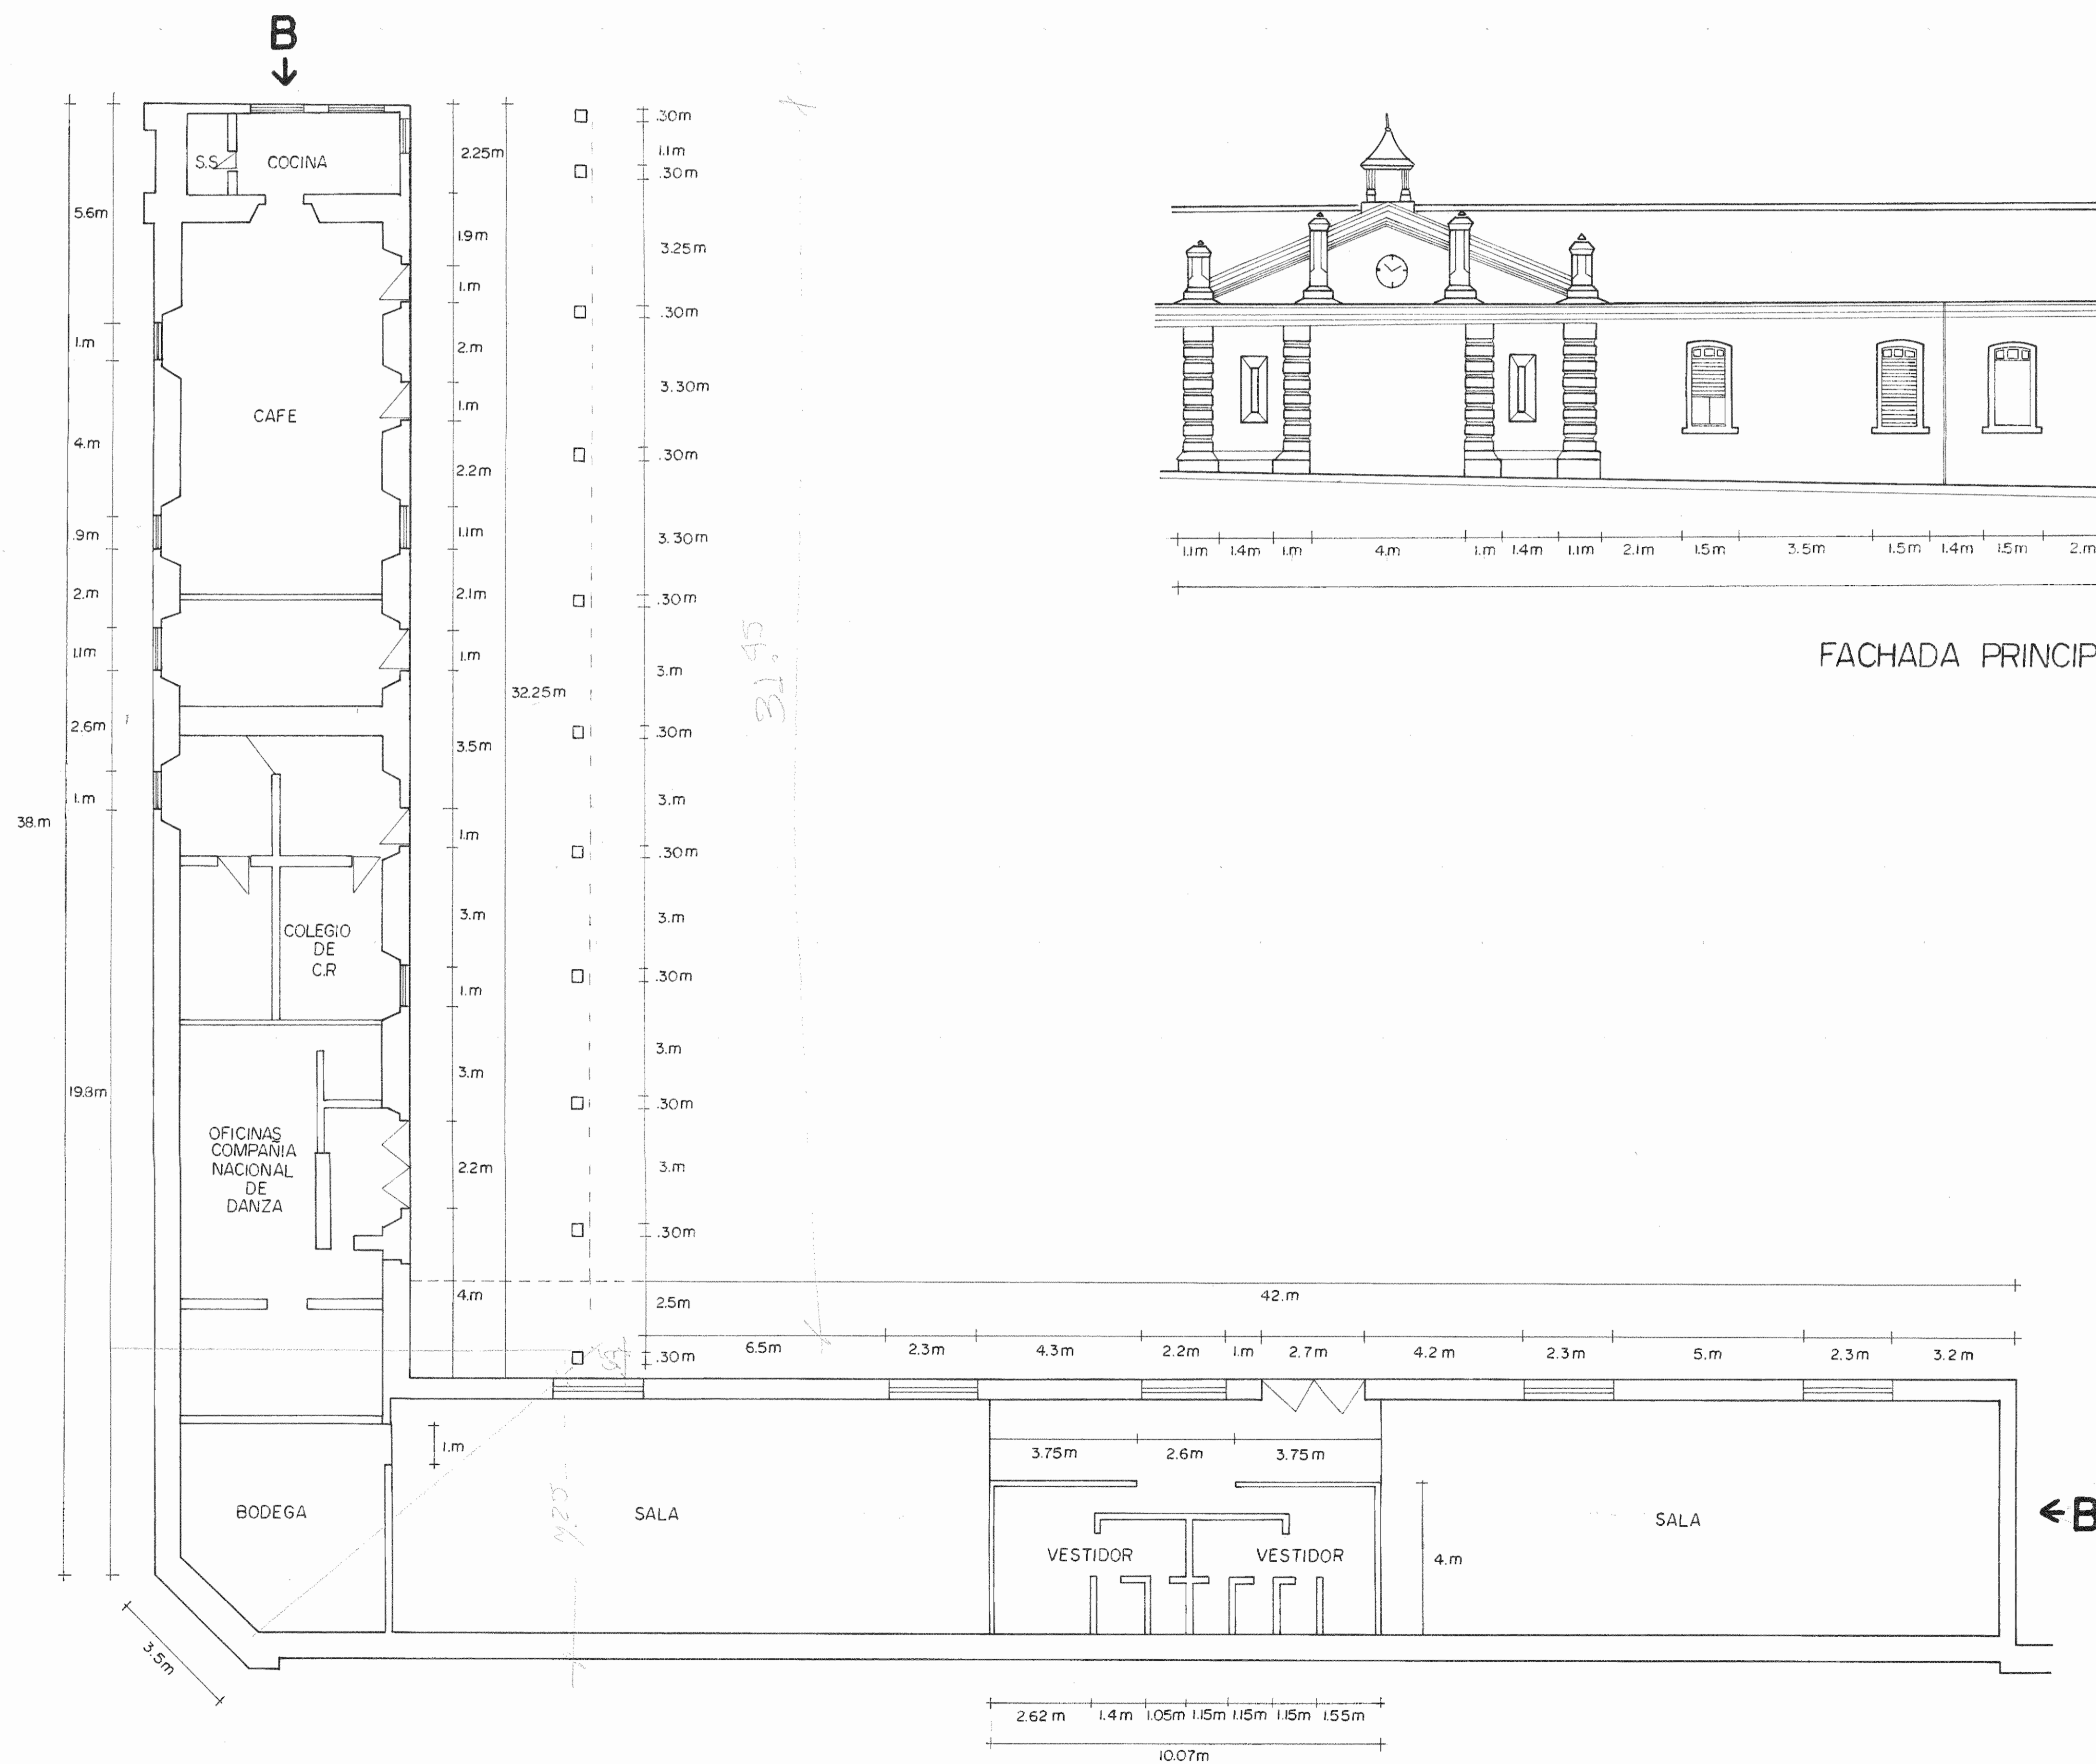 B
S.S
COCINA
CAFE
COLEGIO
DE
C.R
OFICINAS
COMPAÑIA
NACIONAL
DE
DANZA
BODEGA
SALA
VESTIDOR
VESTIDOR
SALA
B
5.6m
1.m
4.m
.9m
2.m
1.1m
2.6m
1.m
19.8m
38.m
3.5m
2.25m
1.9m
1.m
2.m
1.m
2.2m
1.1m
2.1m
1.m
3.5m
1.m
3.m
1.m
3.m
2.2m
4.m
32.25m
.30m
1.1m
.30m
3.25m
.30m
3.30m
.30m
3.30m
.30m
3.m
.30m
3.m
.30m
3.m
.30m
3.m
.30m
3.m
.30m
2.5m
.30m
31.95
42.m
6.5m 2.3m 4.3m 2.2m 1.m 2.7m 4.2m 2.3m 5.m 2.3m 3.2m
1.m
3.75m 2.6m 3.75m
4.m
2.62m 1.4m 1.05m 1.15m 1.15m 1.15m 1.55m
10.07m
1.1m 1.4m 1.m 4.m 1.m 1.4m 1.1m 2.1m 1.5m 3.5m 1.5m 1.4m 1.5m 2.m
FACHADA PRINCIP